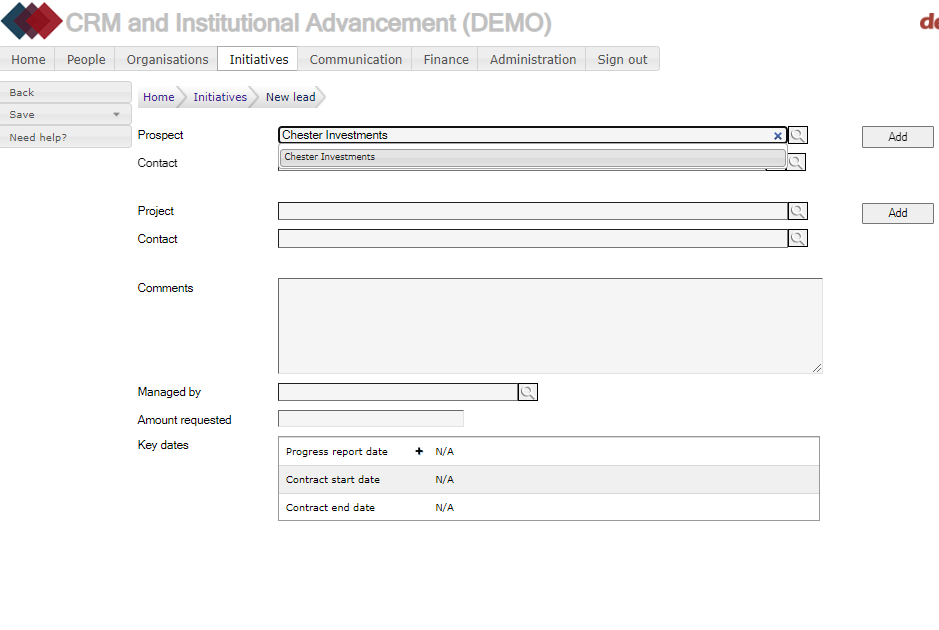 CRM and Institutional Advancement (DEMO)
Home People Organisations Initiatives Communication Finance Administration Sign out
Back
Save
Need help?
Home Initiatives New lead
Prospect Chester Investments Add
Chester Investments
Contact
Project Add
Contact
Comments
Managed by
Amount requested
Key dates
Progress report date + N/A
Contract start date N/A
Contract end date N/A